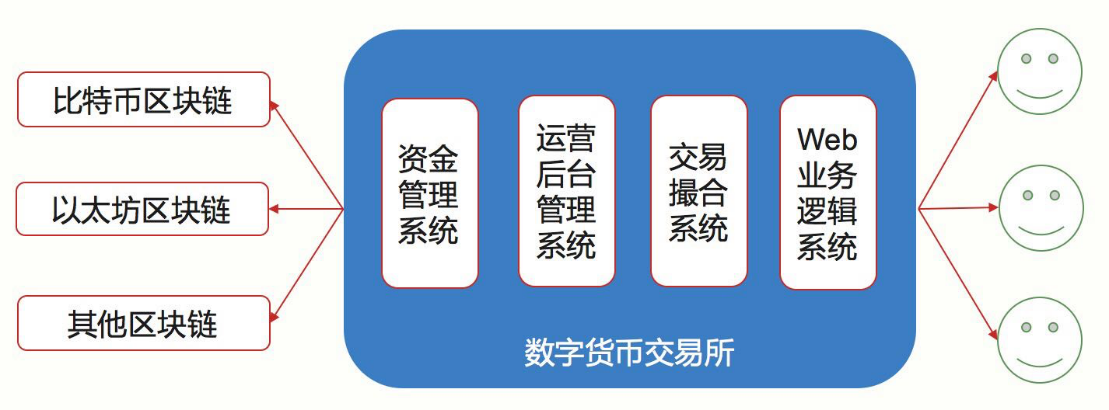 比特币区块链
以太坊区块链
其他区块链
资金
管理
系统
运营
后台
管理
系统
交易
撮合
系统
Web
业务
逻辑
系统
数字货币交易所